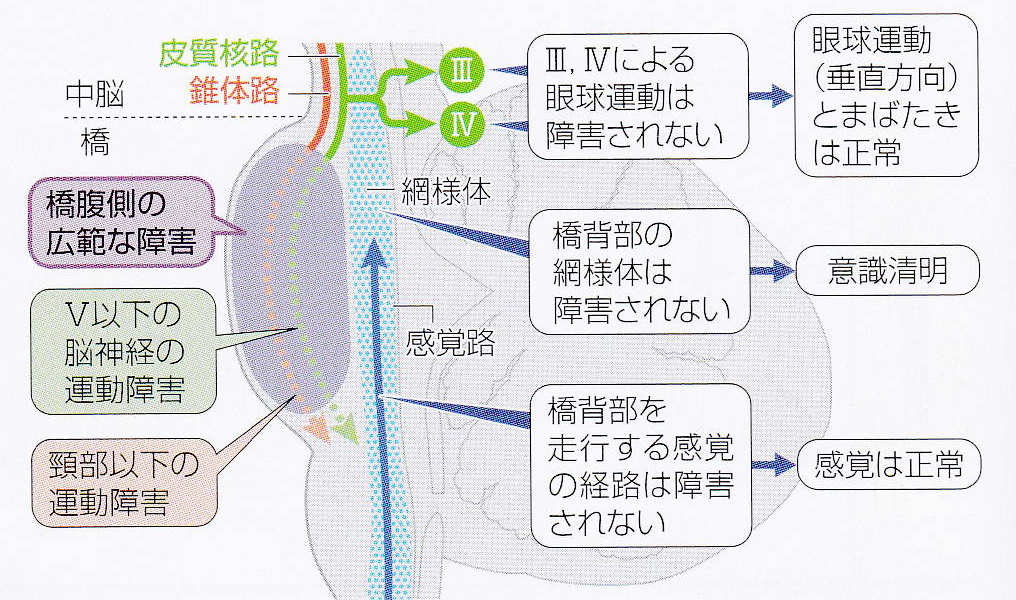 皮質核路
錐体路
中脳
橋
Ⅲ
Ⅳ
Ⅲ, Ⅳによる
眼球運動は
障害されない
眼球運動
(垂直方向)
とまばたき
は正常
網様体
橋腹側の
広範な障害
橋背部の
網様体は
障害されない
意識清明
Ⅴ以下の
脳神経の
運動障害
感覚路
橋背部を
走行する感覚
の経路は障害
されない
感覚は正常
頸部以下の
運動障害